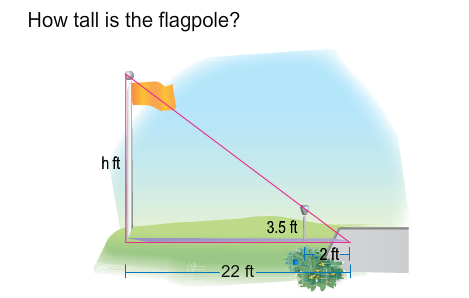 How tall is the flagpole?
h ft
3.5 ft
2 ft
22 ft